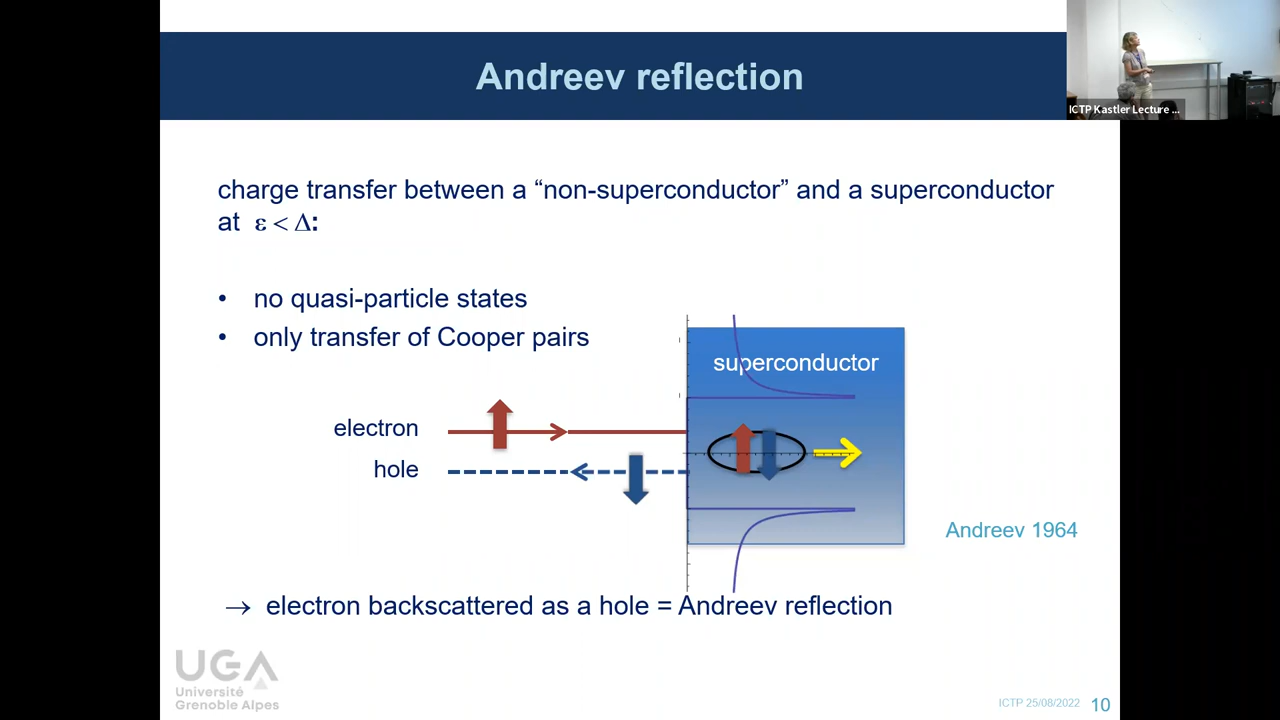 Andreev reflection
ICTP Kastler Lecture ...
charge transfer between a “non-superconductor” and a superconductor
at ε < Δ:
• no quasi-particle states
• only transfer of Cooper pairs
superconductor
electron
hole
Andreev 1964
→ electron backscattered as a hole = Andreev reflection
UGA
Université
Grenoble Alpes
ICTP 25/08/2022 10